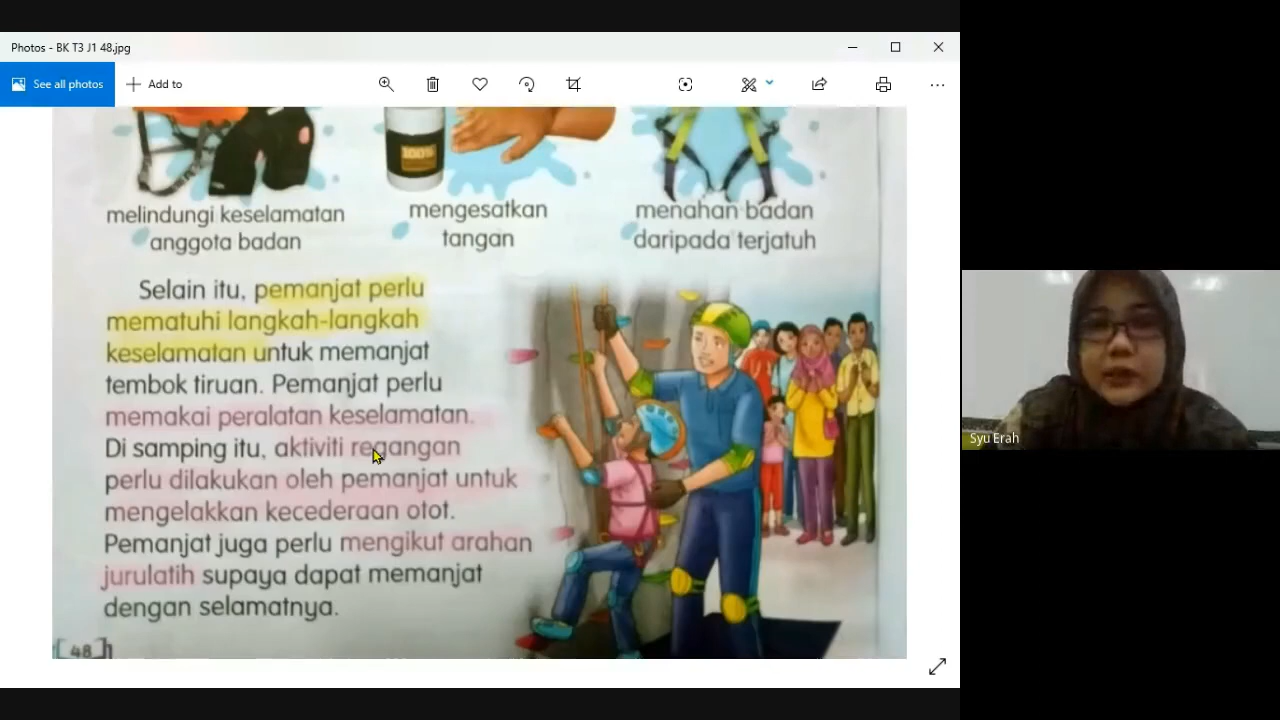 Photos - BK T3 J1 48.jpg
See all photos
Add to
100%
melindungi keselamatan
anggota badan
mengesatkan
tangan
menahan badan
daripada terjatuh
Selain itu, pemanjat perlu
mematuhi langkah-langkah
keselamatan untuk memanjat
tembok tiruan. Pemanjat perlu
memakai peralatan keselamatan.
Di samping itu, aktiviti regangan
perlu dilakukan oleh pemanjat untuk
mengelakkan kecederaan otot.
Pemanjat juga perlu mengikut arahan
jurulatih supaya dapat memanjat
dengan selamatnya.
48
Syu Erah